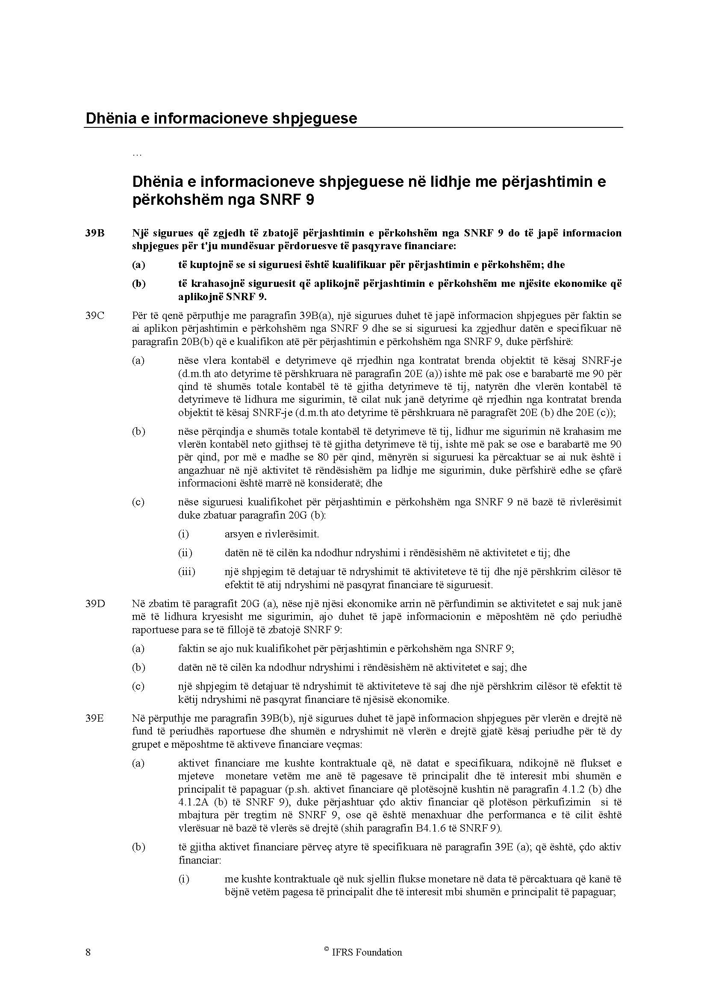 Dhënia e informacioneve shpjeguese
…
Dhënia e informacioneve shpjeguese në lidhje me përjashtimin e
përkohshëm nga SNRF 9
39B Një sigurues që zgjedh të zbatojë përjashtimin e përkohshëm nga SNRF 9 do të japë informacion
shpjegues për t'ju mundësuar përdoruesve të pasqyrave financiare:
(a) të kuptojnë se si siguruesi është kualifikuar për përjashtimin e përkohshëm; dhe
(b) të krahasojnë siguruesit që aplikojnë përjashtimin e përkohshëm me njësite ekonomike që
aplikojnë SNRF 9.
39C Për të qenë përputhje me paragrafin 39B(a), një sigurues duhet të japë informacion shpjegues për faktin se
ai aplikon përjashtimin e përkohshëm nga SNRF 9 dhe se si siguruesi ka zgjedhur datën e specifikuar në
paragrafin 20B(b) që e kualifikon atë për përjashtimin e përkohshëm nga SNRF 9, duke përfshirë:
(a) nëse vlera kontabël e detyrimeve që rrjedhin nga kontratat brenda objektit të kësaj SNRF-je
(d.m.th ato detyrime të përshkruara në paragrafin 20E (a)) ishte më pak ose e barabartë me 90 për
qind të shumës totale kontabël të të gjitha detyrimeve të tij, natyrën dhe vlerën kontabël të
detyrimeve të lidhura me sigurimin, të cilat nuk janë detyrime që rrjedhin nga kontratat brenda
objektit të kësaj SNRF-je (d.m.th ato detyrime të përshkruara në paragrafët 20E (b) dhe 20E (c));
(b) nëse përqindja e shumës totale kontabël të detyrimeve të tij, lidhur me sigurimin në krahasim me
vlerën kontabël neto gjithsej të të gjitha detyrimeve të tij, ishte më pak se ose e barabartë me 90
për qind, por më e madhe se 80 për qind, mënyrën si siguruesi ka përcaktuar se ai nuk është i
angazhuar në një aktivitet të rëndësishëm pa lidhje me sigurimin, duke përfshirë edhe se çfarë
informacioni është marrë në konsideratë; dhe
(c) nëse siguruesi kualifikohet për përjashtimin e përkohshëm nga SNRF 9 në bazë të rivlerësimit
duke zbatuar paragrafin 20G (b):
(i) arsyen e rivlerësimit.
(ii) datën në të cilën ka ndodhur ndryshimi i rëndësishëm në aktivitetet e tij; dhe
(iii) një shpjegim të detajuar të ndryshimit të aktiviteteve të tij dhe një përshkrim cilësor të
efektit të atij ndryshimi në pasqyrat financiare të siguruesit.
39D Në zbatim të paragrafit 20G (a), nëse një njësi ekonomike arrin në përfundimin se aktivitetet e saj nuk janë
më të lidhura kryesisht me sigurimin, ajo duhet të japë informacionin e mëposhtëm në çdo periudhë
raportuese para se të fillojë të zbatojë SNRF 9:
(a) faktin se ajo nuk kualifikohet për përjashtimin e përkohshëm nga SNRF 9;
(b) datën në të cilën ka ndodhur ndryshimi i rëndësishëm në aktivitetet e saj; dhe
(c) një shpjegim të detajuar të ndryshimit të aktiviteteve të saj dhe një përshkrim cilësor të efektit të
këtij ndryshimi në pasqyrat financiare të njësisë ekonomike.
39E Në përputhje me paragrafin 39B(b), një sigurues duhet të japë informacion shpjegues për vlerën e drejtë në
fund të periudhës raportuese dhe shumën e ndryshimit në vlerën e drejtë gjatë kësaj periudhe për të dy
grupet e mëposhtme të aktiveve financiare veçmas:
(a) aktivet financiare me kushte kontraktuale që, në datat e specifikuara, ndikojnë në flukset e
mjeteve monetare vetëm me anë të pagesave të principalit dhe të interesit mbi shumën e
principalit të papaguar (p.sh. aktivet financiare që plotësojnë kushtin në paragrafin 4.1.2 (b) dhe
4.1.2A (b) të SNRF 9), duke përjashtuar çdo aktiv financiar që plotëson përkufizimin si të
mbajtura për tregtim në SNRF 9, ose që është menaxhuar dhe performanca e të cilit është
vlerësuar në bazë të vlerës së drejtë (shih paragrafin B4.1.6 të SNRF 9).
(b) të gjitha aktivet financiare përveç atyre të specifikuara në paragrafin 39E (a); që është, çdo aktiv
financiar:
(i) me kushte kontraktuale që nuk sjellin flukse monetare në data të përcaktuara që kanë të
bëjnë vetëm pagesa të principalit dhe të interesit mbi shumën e principalit të papaguar;
8 © IFRS Foundation